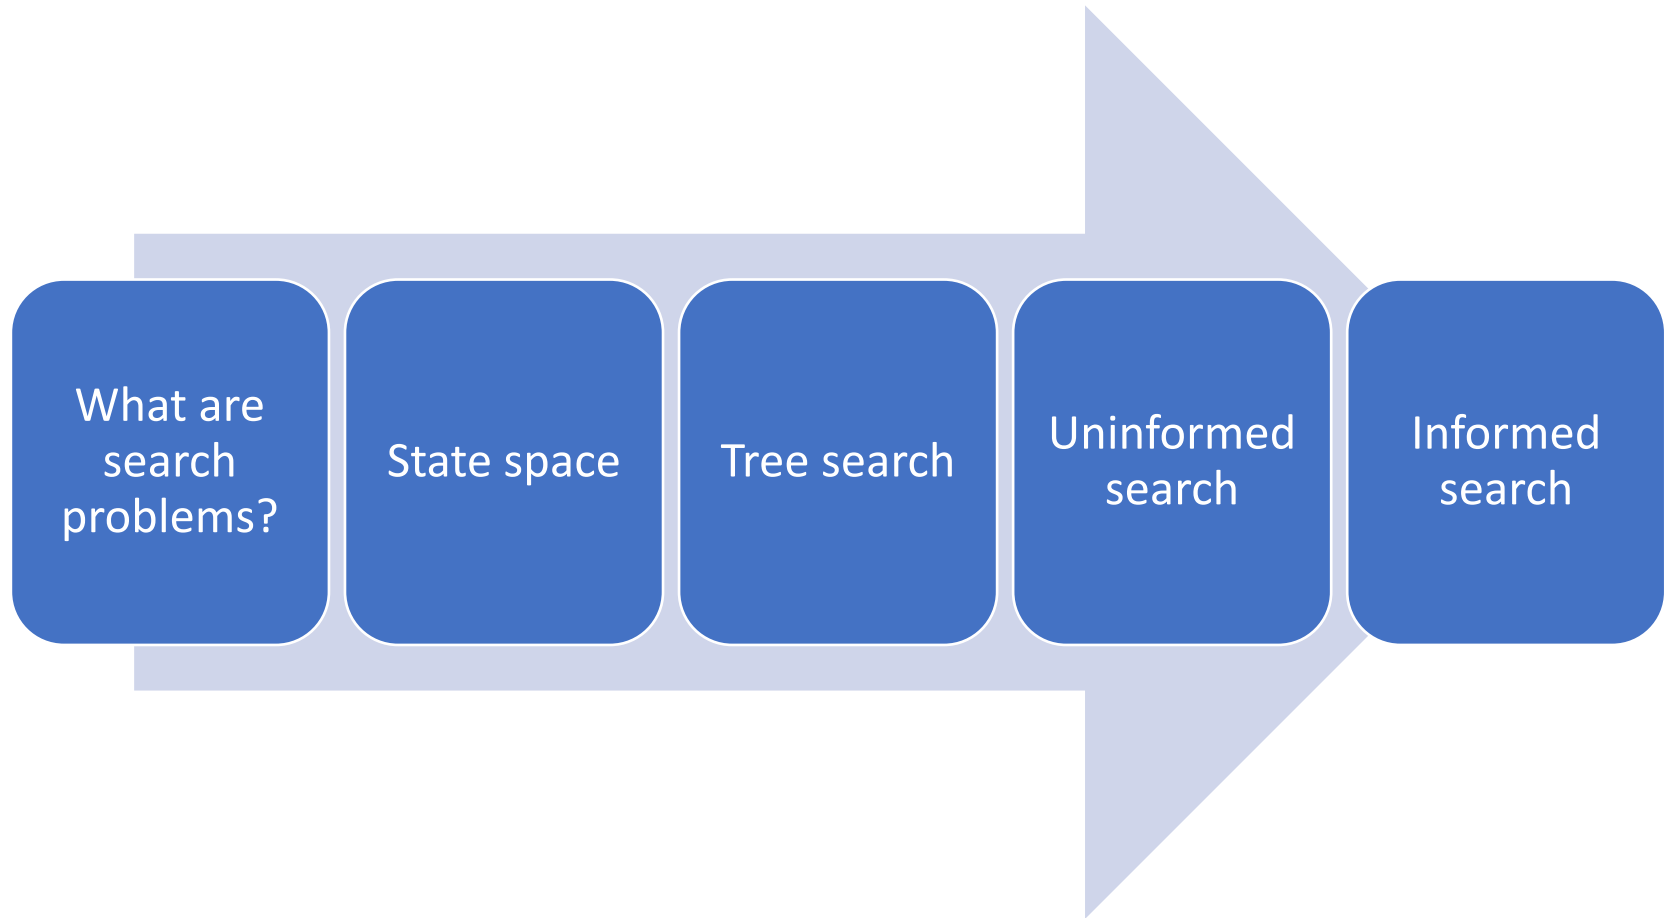 What are
search
problems?
State space
Tree search
Uninformed
search
Informed
search